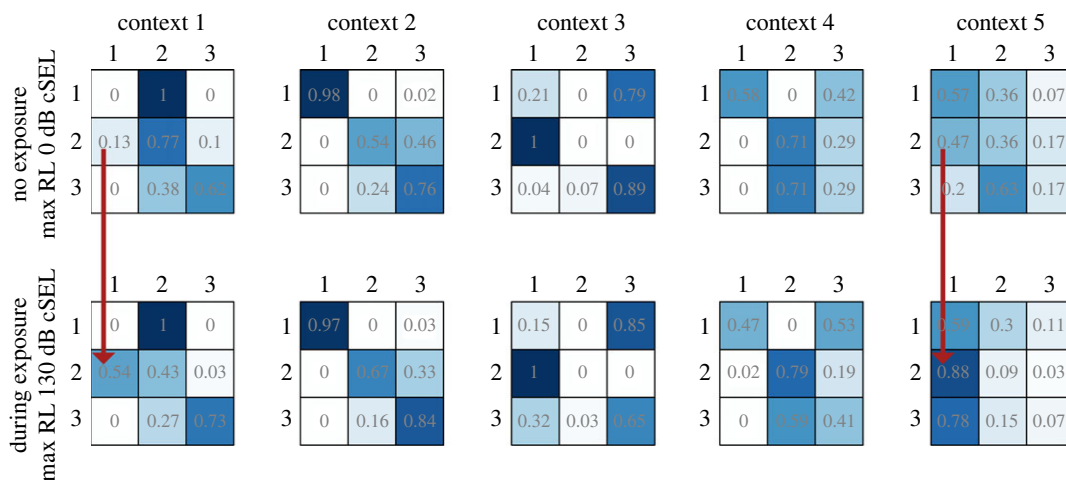 context 1 context 2 context 3 context 4 context 5
1 2 3 1 2 3 1 2 3 1 2 3 1 2 3
no exposure
max RL 0 dB cSEL
1 0 1 0 1 0.98 0 0.02 1 0.21 0 0.79 1 0.58 0 0.42 1 0.57 0.36 0.07
2 0.13 0.77 0.1 2 0 0.54 0.46 2 1 0 0 2 0 0.71 0.29 2 0.47 0.36 0.17
3 0 0.38 0.62 3 0 0.24 0.76 3 0.04 0.07 0.89 3 0 0.71 0.29 3 0.2 0.63 0.17
1 2 3 1 2 3 1 2 3 1 2 3 1 2 3
during exposure
max RL 130 dB cSEL
1 0 1 0 1 0.97 0 0.03 1 0.15 0 0.85 1 0.47 0 0.53 1 0.59 0.3 0.11
2 0.54 0.43 0.03 2 0 0.67 0.33 2 1 0 0 2 0.02 0.79 0.19 2 0.88 0.09 0.03
3 0 0.27 0.73 3 0 0.16 0.84 3 0.32 0.03 0.65 3 0 0.59 0.41 3 0.78 0.15 0.07